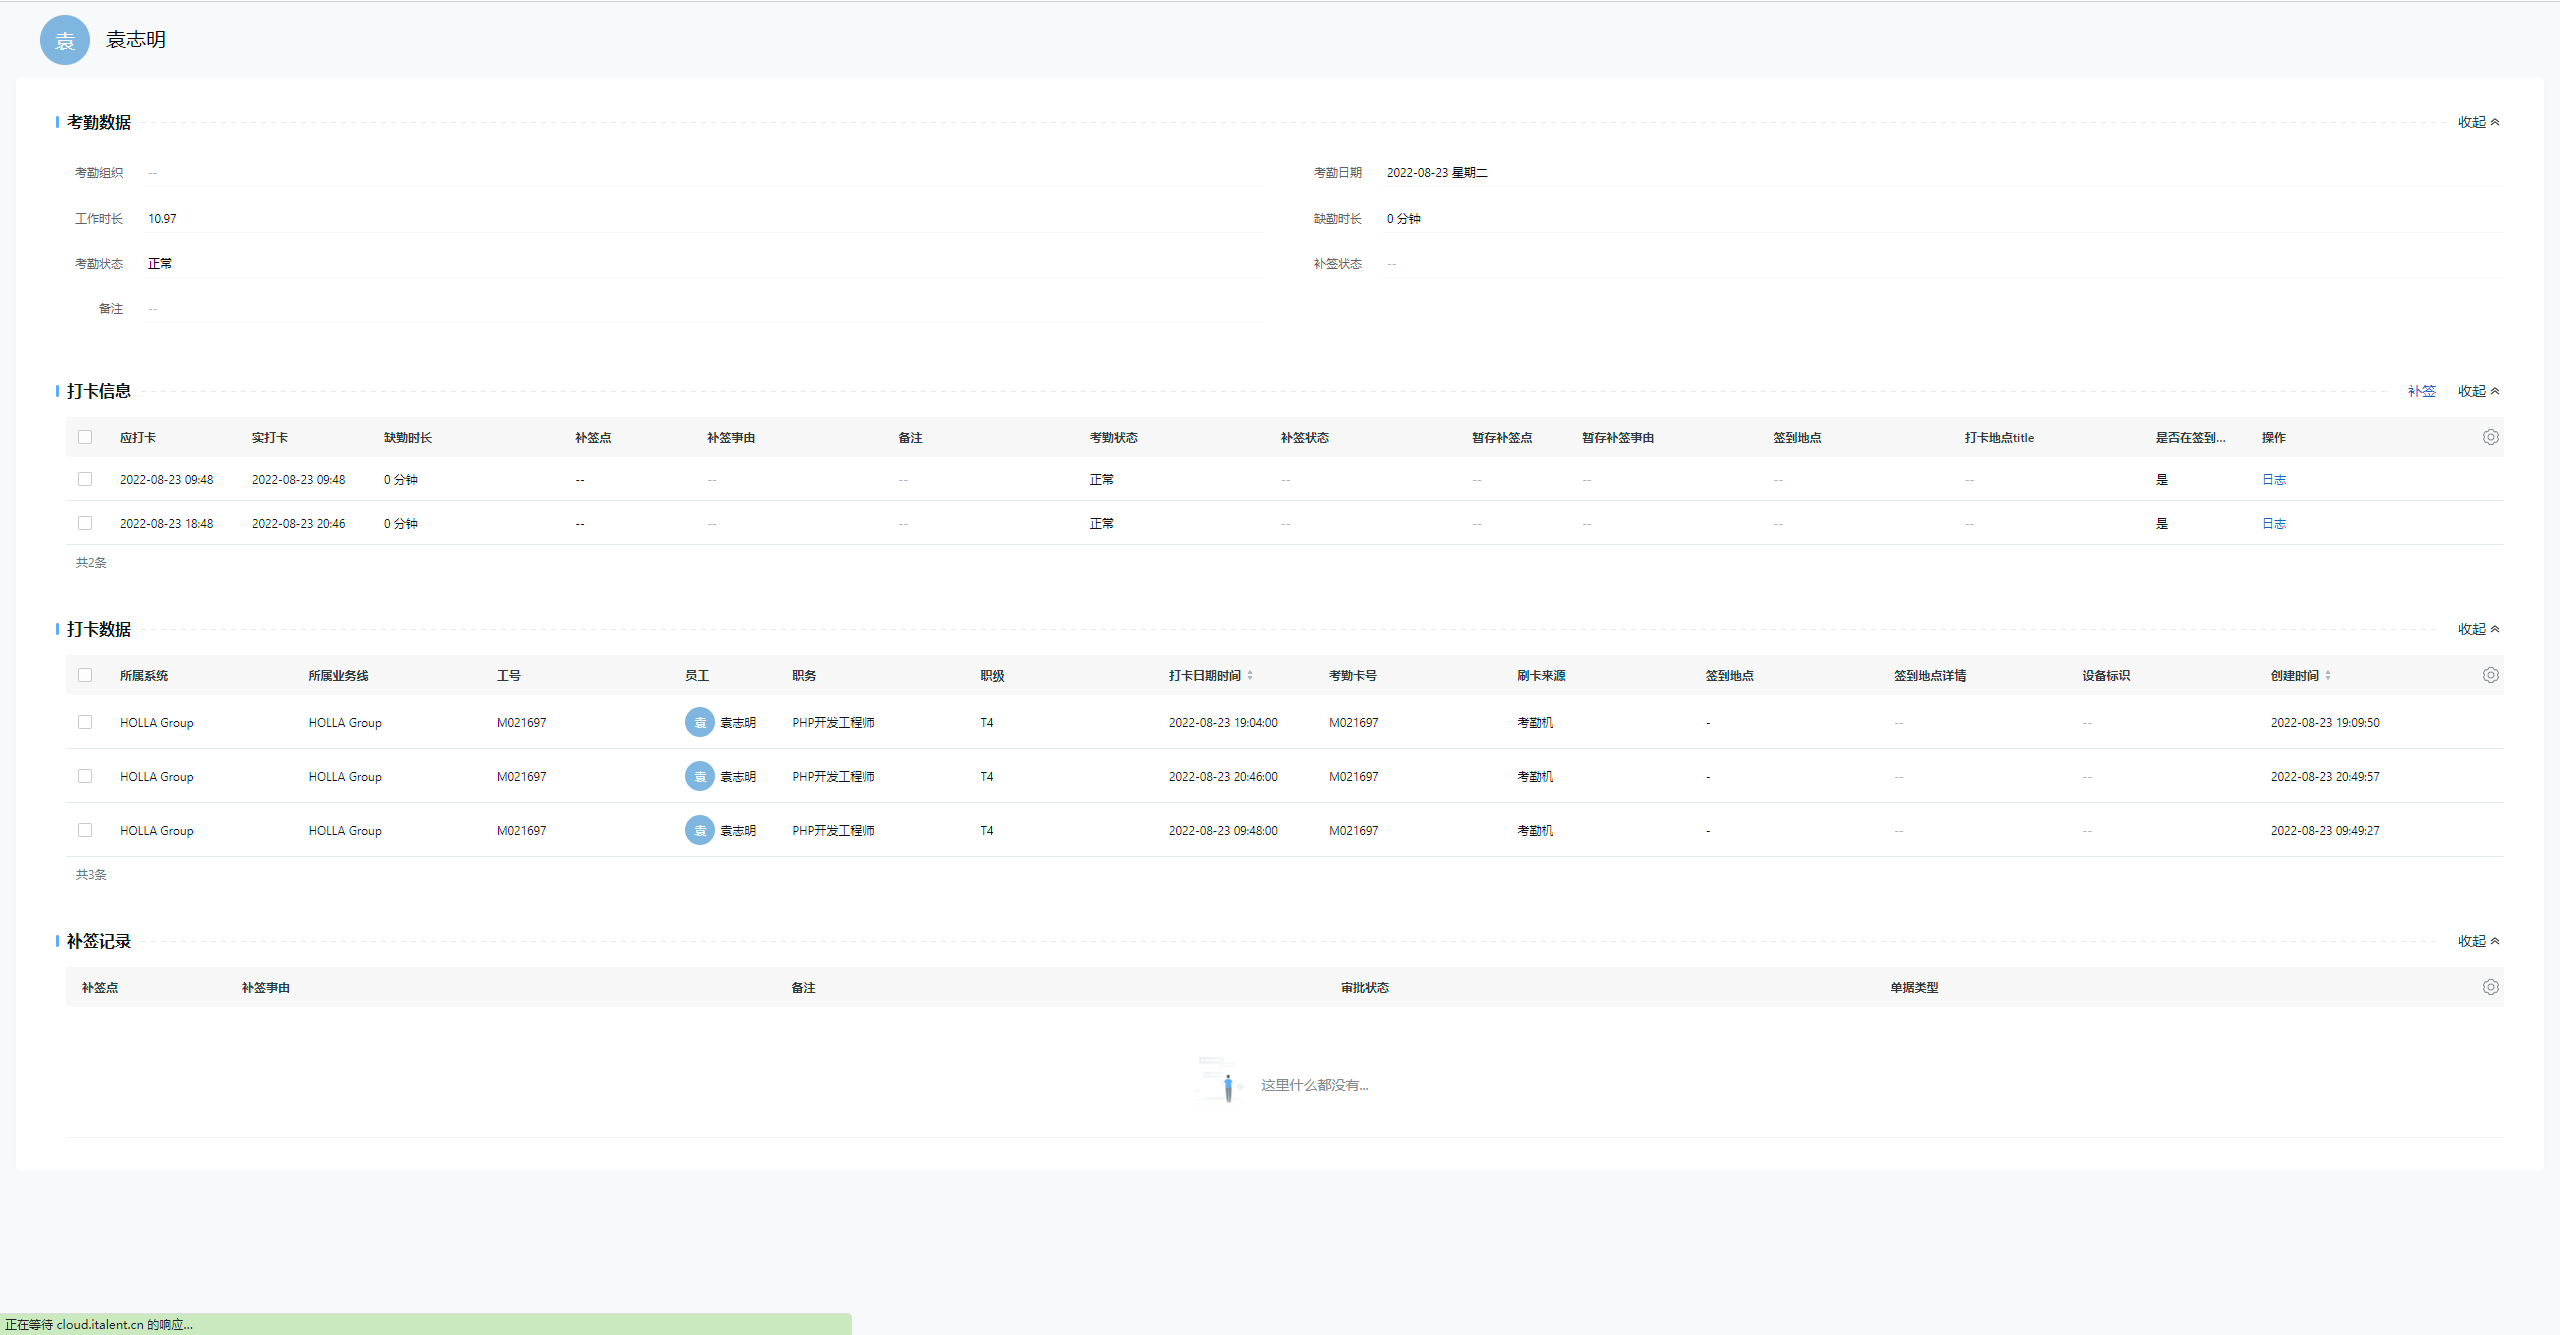 袁 袁志明
考勤数据 收起
考勤组织 -- 考勤日期 2022-08-23 星期二
工作时长 10.97 缺勤时长 0 分钟
考勤状态 正常 补签状态 --
备注 --
打卡信息 补签 收起
应打卡 实打卡 缺勤时长 补签点 补签事由 备注 考勤状态 补签状态 暂存补签点 暂存补签事由 签到地点 打卡地点title 是否在签到... 操作
2022-08-23 09:48 2022-08-23 09:48 0 分钟 -- -- -- 正常 -- -- -- -- -- 是 日志
2022-08-23 18:48 2022-08-23 20:46 0 分钟 -- -- -- 正常 -- -- -- -- -- 是 日志
共2条
打卡数据 收起
所属系统 所属业务线 工号 员工 职务 职级 打卡日期时间 考勤卡号 刷卡来源 签到地点 签到地点详情 设备标识 创建时间
HOLLA Group HOLLA Group M021697 袁 袁志明 PHP开发工程师 T4 2022-08-23 19:04:00 M021697 考勤机 - -- -- 2022-08-23 19:09:50
HOLLA Group HOLLA Group M021697 袁 袁志明 PHP开发工程师 T4 2022-08-23 20:46:00 M021697 考勤机 - -- -- 2022-08-23 20:49:57
HOLLA Group HOLLA Group M021697 袁 袁志明 PHP开发工程师 T4 2022-08-23 09:48:00 M021697 考勤机 - -- -- 2022-08-23 09:49:27
共3条
补签记录 收起
补签点 补签事由 备注 审批状态 单据类型
这里什么都没有...
正在等待 cloud.italent.cn 的响应...